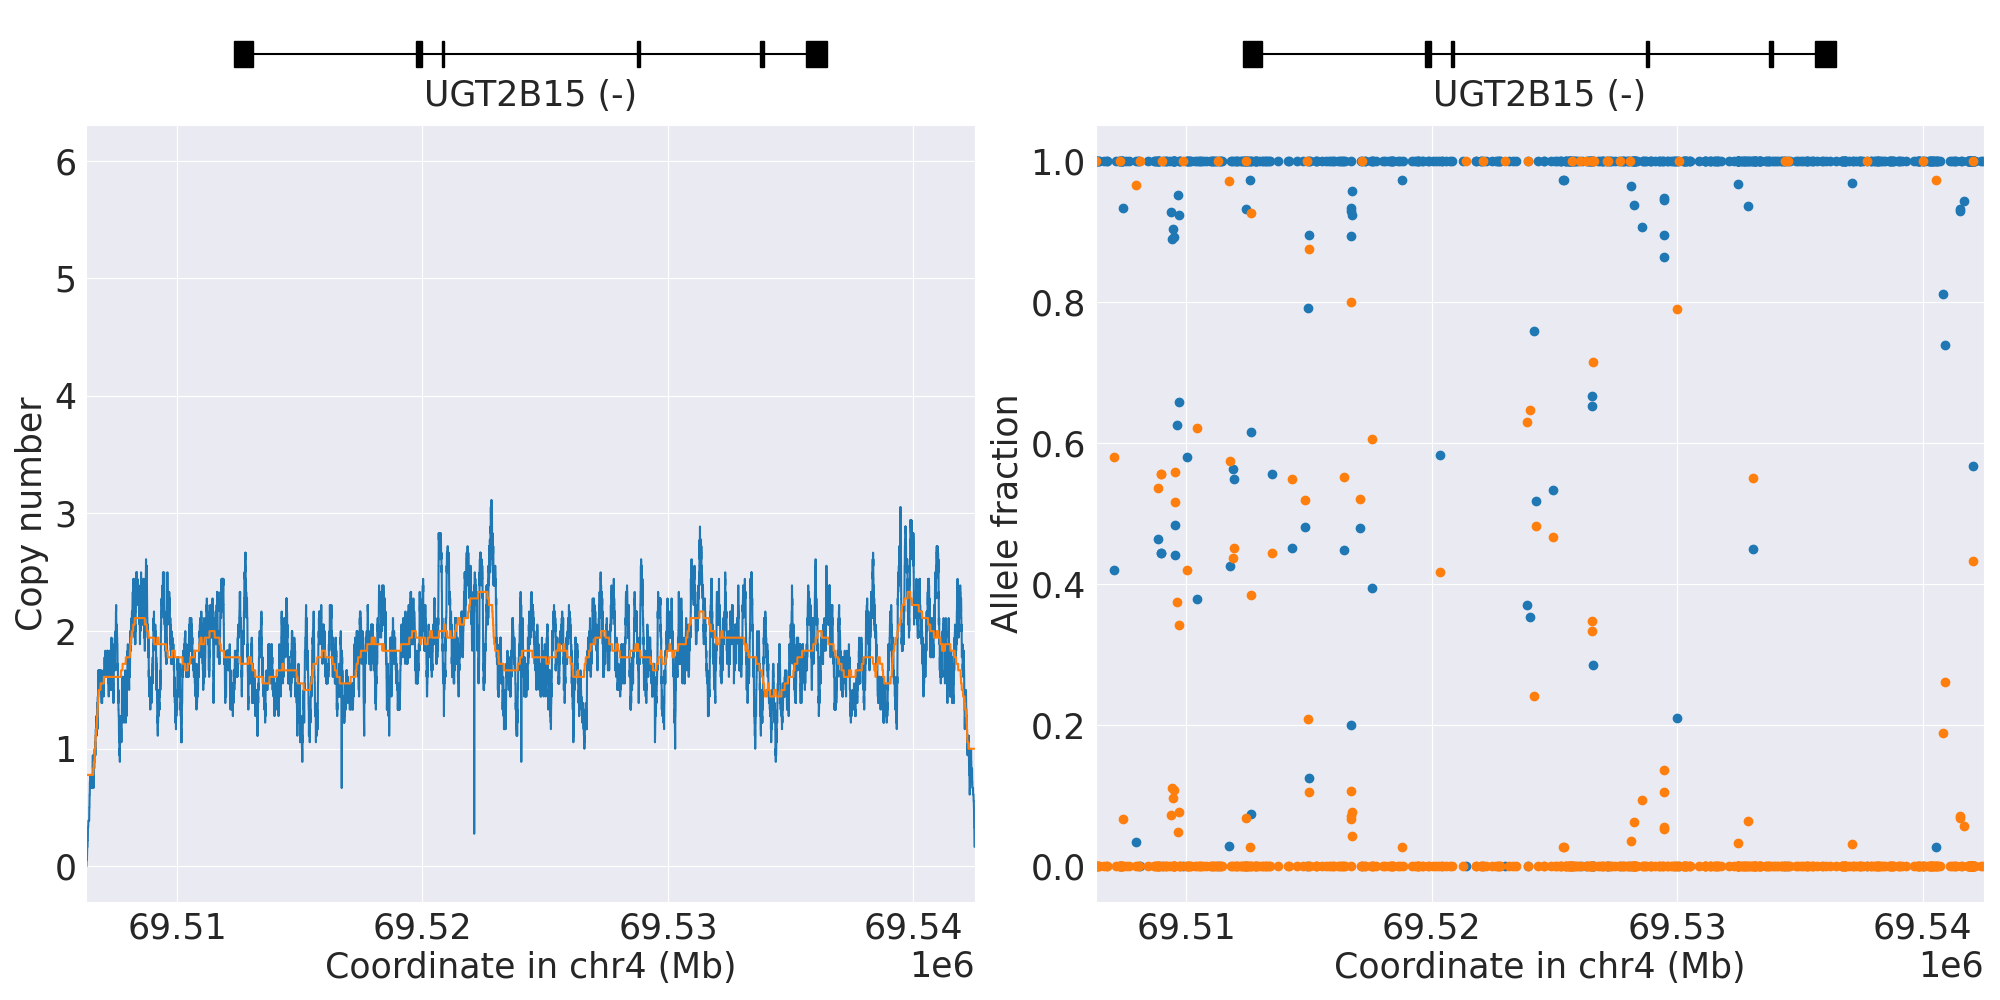 UGT2B15 (-)
Copy number
6
5
4
3
2
1
0
69.51 69.52 69.53 69.54
Coordinate in chr4 (Mb) 1e6
UGT2B15 (-)
Allele fraction
1.0
0.8
0.6
0.4
0.2
0.0
69.51 69.52 69.53 69.54
Coordinate in chr4 (Mb) 1e6